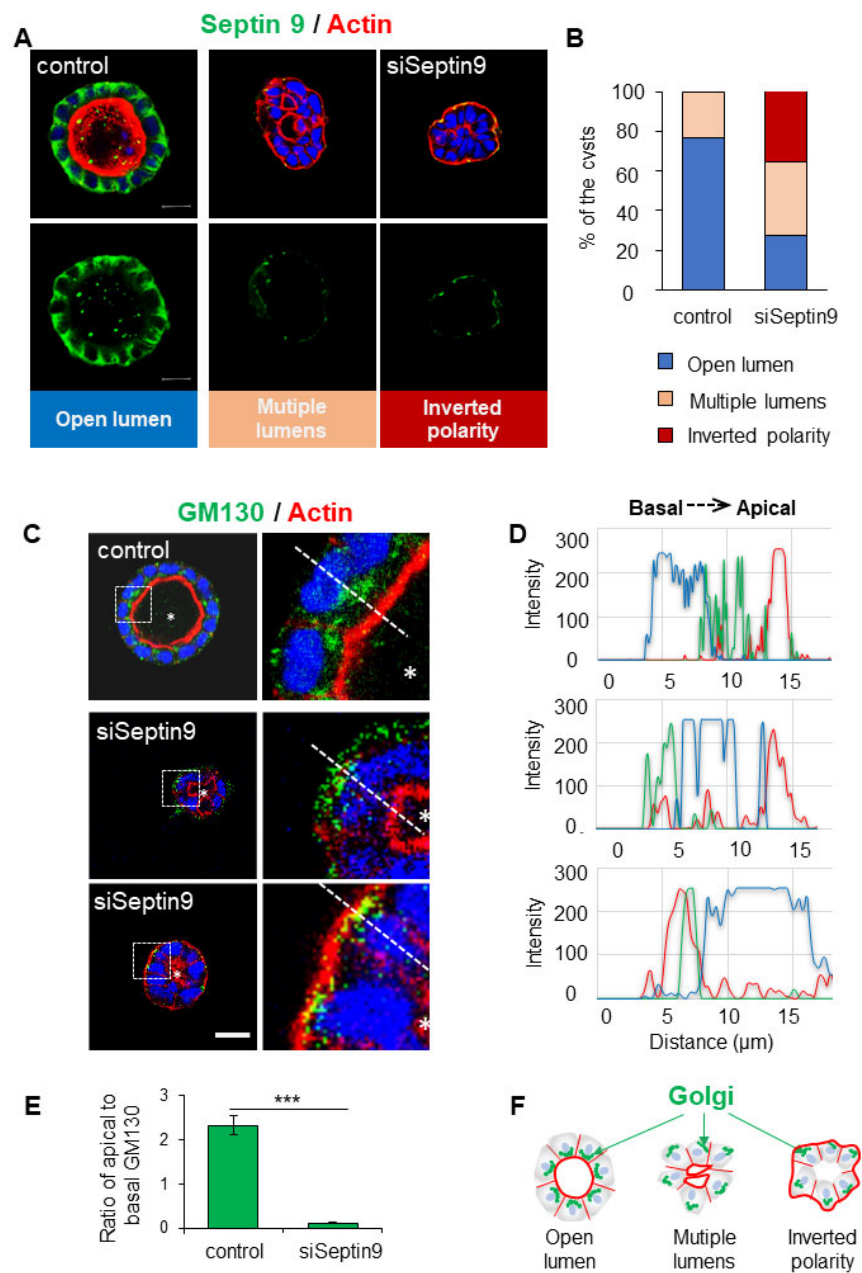 A
Septin 9 / Actin
control
siSeptin9
Open lumen
Mutiple
lumens
Inverted
polarity
B
% of the cysts
100
80
60
40
20
0
control siSeptin9
Open lumen
Multiple lumens
Inverted polarity
C
GM130 / Actin
control
*
*
siSeptin9
*
*
siSeptin9
*
*
D
Basal Apical
Intensity
300
200
100
0
0 5 10 15
Intensity
300
200
100
0
0 5 10 15
Intensity
300
200
100
0
0 5 10 15
Distance (µm)
E
Ratio of apical to
basal GM130
3
2
1
0
***
control siSeptin9
F
Golgi
Open
lumen
Mutiple
lumens
Inverted
polarity